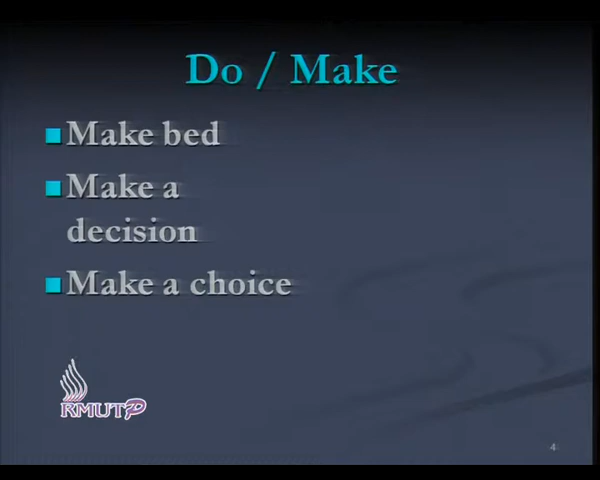 Do / Make
Make bed
Make a
decision
Make a choice
RMUTP
4